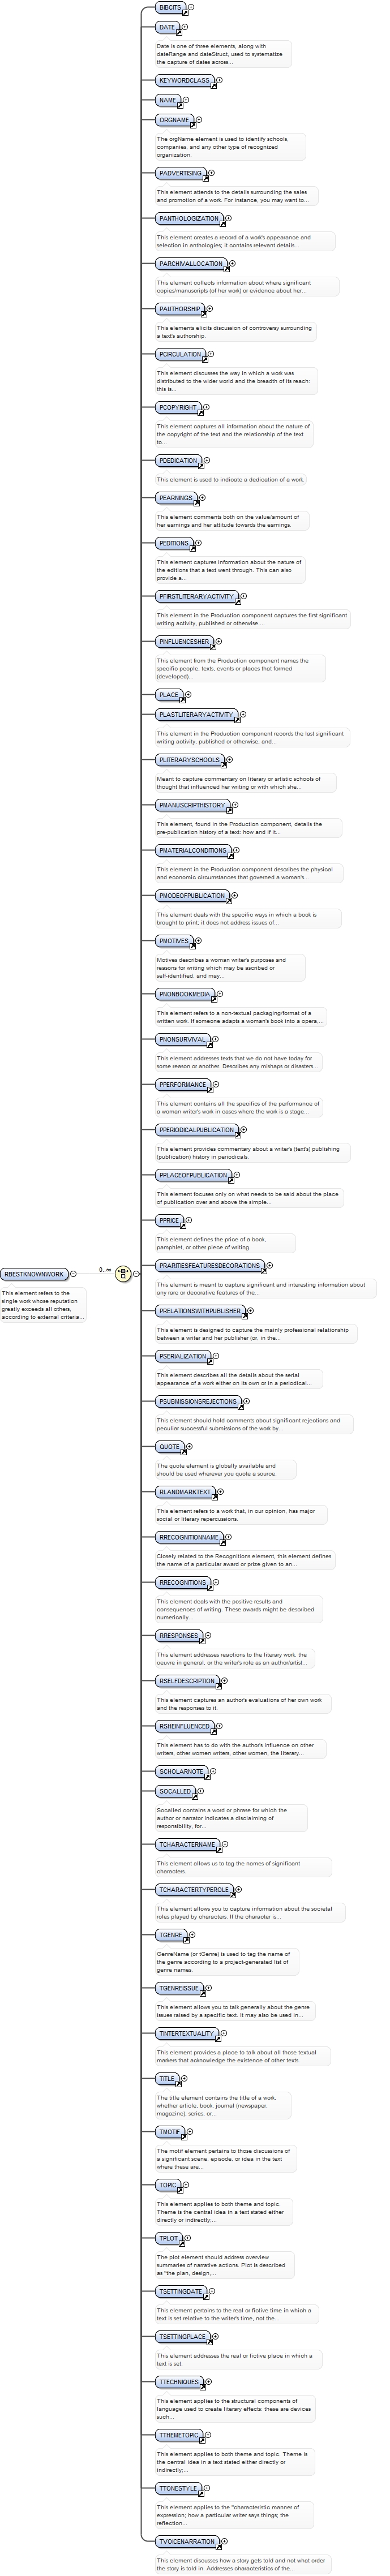 BIBCITS
DATE
Date is one of three elements, along with
dateRange and dateStruct, used to systematize
the capture of dates across...
KEYWORDCLASS
NAME
ORGNAME
The orgName element is used to identify schools,
companies, and any other type of recognized
organization.
PADVERTISING
This element attends to the details surrounding the sales
and promotion of a work. For instance, you may want to...
PANTHOLOGIZATION
This element creates a record of a work's appearance and
selection in anthologies; it contains relevant details...
PARCHIVALLOCATION
This element collects information about where significant
copies/manuscripts (of her work) or evidence about her...
PAUTHORSHIP
This elements elicits discussion of controversy surrounding
a text's authorship.
PCIRCULATION
This element discusses the way in which a work was
distributed to the wider world and the breadth of its reach:
this is...
PCOPYRIGHT
This element captures all information about the nature of
the copyright of the text and the relationship of the text
to...
PDEDICATION
This element is used to indicate a dedication of a work.
PEARNINGS
This element comments both on the value/amount of
her earnings and her attitude towards the earnings.
PEDITIONS
This element captures information about the nature of
the editions that a text went through. This can also
provide a...
PFIRSTLITERARYACTIVITY
This element in the Production component captures the first significant
writing activity, published or otherwise....
PINFLUENCESHER
This element from the Production component names the
specific people, texts, events or places that formed
(developed)...
PLACE
PLASTLITERARYACTIVITY
This element in the Production component records the last significant
writing activity, published or otherwise, and...
PLITERARYSCHOOLS
Meant to capture commentary on literary or artistic schools of
thought that influenced her writing or with which she...
PMANUSCRIPTHISTORY
This element, found in the Production component, details the
pre-publication history of a text: how and if it...
PMATERIALCONDITIONS
This element in the Production component describes the physical
and economic circumstances that governed a woman's...
PMODEOFPUBLICATION
This element deals with the specific ways in which a book is
brought to print; it does not address issues of...
PMOTIVES
Motives describes a woman writer's purposes and
reasons for writing which may be ascribed or
self-identified, and may...
PNONBOOKMEDIA
This element refers to a non-textual packaging/format of a
written work. If someone adapts a woman's book into a opera,...
PNONSURVIVAL
This element addresses texts that we do not have today for
some reason or another. Describes any mishaps or disasters...
PPERFORMANCE
This element contains all the specifics of the performance of
a woman writer's work in cases where the work is a stage...
PPERIODICALPUBLICATION
This element provides commentary about a writer's (text's) publishing
(publication) history in periodicals.
PPLACEOFPUBLICATION
This element focuses only on what needs to be said about the place
of publication over and above the simple...
PPRICE
This element defines the price of a book,
pamphlet, or other piece of writing.
PRARITIESFEATURESDECORATIONS
This element is meant to capture significant and interesting information about
any rare or decorative features of the...
RBESTKNOWNWORK
0..∞
This element refers to the
single work whose reputation
greatly exceeds all others,
according to external criteria...
PRELATIONSWITHPUBLISHER
This element is designed to capture the mainly professional relationship
between a writer and her publisher (or, in the...
PSERIALIZATION
This element describes all the details about the serial
appearance of a work either on its own or in a periodical...
PSUBMISSIONSREJECTIONS
This element should hold comments about significant rejections and
peculiar successful submissions of the work by...
QUOTE
The quote element is globally available and
should be used wherever you quote a source.
RLANDMARKTEXT
This element refers to a work that, in our opinion, has major
social or literary repercussions.
RRECOGNITIONNAME
Closely related to the Recognitions element, this element defines
the name of a particular award or prize given to an...
RRECOGNITIONS
This element deals with the positive results and
consequences of writing. These awards might be described
numerically...
RRESPONSES
This element addresses reactions to the literary work, the
oeuvre in general, or the writer's role as an author/artist...
RSELFDESCRIPTION
This element captures an author's evaluations of her own work
and the responses to it.
RSHEINFLUENCED
This element has to do with the author's influence on other
writers, other women writers, other women, the literary...
SCHOLARNOTE
SOCALLED
Socalled contains a word or phrase for which the
author or narrator indicates a disclaiming of
responsibility, for...
TCHARACTERNAME
This element allows us to tag the names of significant
characters.
TCHARACTERTYPEROLE
This element allows you to capture information about the societal
roles played by characters. If the character is...
TGENRE
GenreName (or tGenre) is used to tag the name of
the genre according to a project-generated list of
genre names.
TGENREISSUE
This element allows you to talk generally about the genre
issues raised by a specific text. It may also be used in...
TINTERTEXTUALITY
This element provides a place to talk about all those textual
markers that acknowledge the existence of other texts.
TITLE
The title element contains the title of a work,
whether article, book, journal (newspaper,
magazine), series, or...
TMOTIF
The motif element pertains to those discussions of
a significant scene, episode, or idea in the text
where these are...
TOPIC
This element applies to both theme and topic.
Theme is the central idea in a text stated either
directly or indirectly;...
TPLOT
The plot element should address overview
summaries of narrative actions. Plot is described
as "the plan, design,...
TSETTINGDATE
This element pertains to the real or fictive time in which a
text is set relative to the writer's time, not the...
TSETTINGPLACE
This element addresses the real or fictive place in which a
text is set.
TTECHNIQUES
This element applies to the structural components of
language used to create literary effects: these are devices
such...
TTHEMETOPIC
This element applies to both theme and topic. Theme is
the central idea in a text stated either directly or
indirectly;...
TTONESTYLE
This element applies to the "characteristic manner of
expression; how a particular writer says things; the
reflection...
TVOICENARRATION
This element discusses how a story gets told and not what order
the story is told in. Addresses characteristics of the...